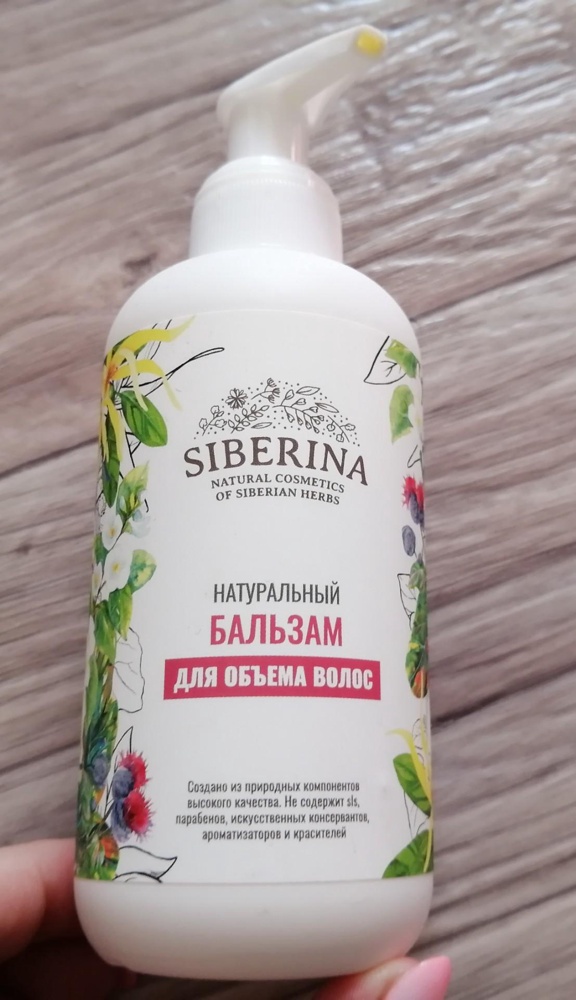 SIBERINA
NATURAL COSMETICS
OF SIBERIAN HERBS
НАТУРАЛЬНЫЙ
БАЛЬЗАМ
ДЛЯ ОБЪЕМА ВОЛОС
Создано из природных компонентов
высокого качества. Не содержит sls,
парабенов, искусственных консервантов,
ароматизаторов и красителей